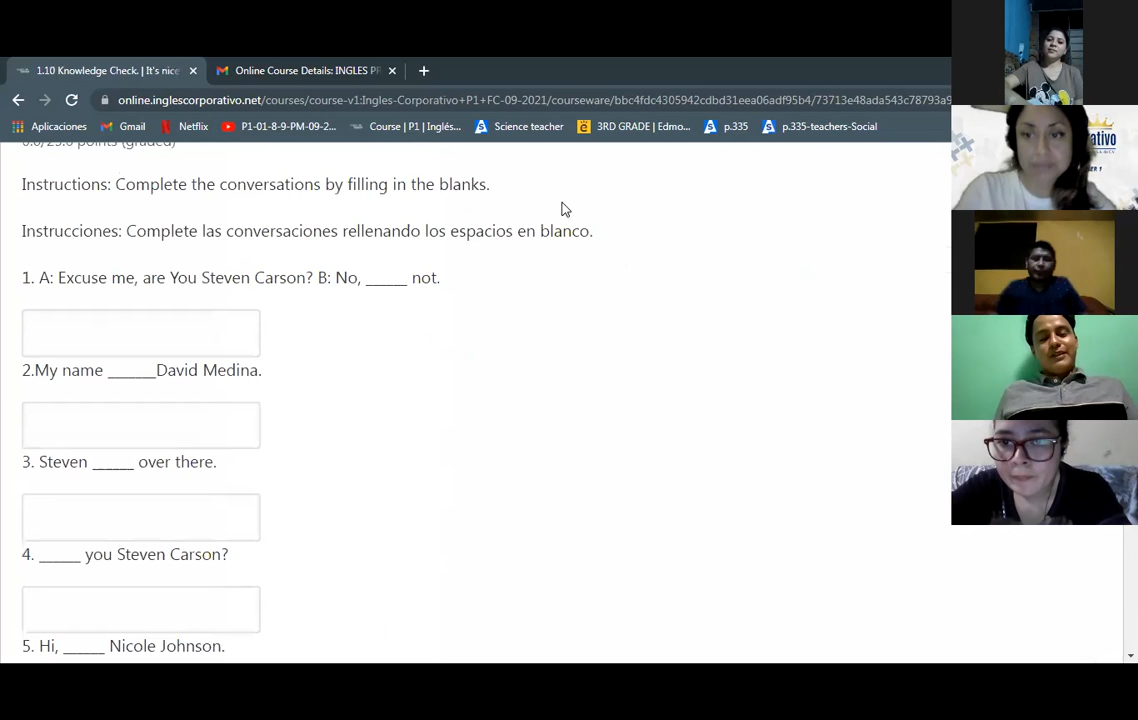 1.10 Knowledge Check. | It's nice
Online Course Details: INGLES PR
online.inglescorporativo.net/courses/course-v1:Ingles-Corporativo+P1+FC-09-2021/courseware/bbc4fdc4305942cdbd31eea06adf95b4/73713e48ada543c78793a9
Aplicaciones
Gmail
Netflix
P1-01-8-9-PM-09-2...
Course | P1 | Inglés...
Science teacher
3RD GRADE | Edmo...
p.335
p.335-teachers-Social
points (graded)
Instructions: Complete the conversations by filling in the blanks.
Instrucciones: Complete las conversaciones rellenando los espacios en blanco.
1. A: Excuse me, are You Steven Carson? B: No, _____ not.
2.My name ______David Medina.
3. Steven _____ over there.
4. _____ you Steven Carson?
5. Hi, _____ Nicole Johnson.